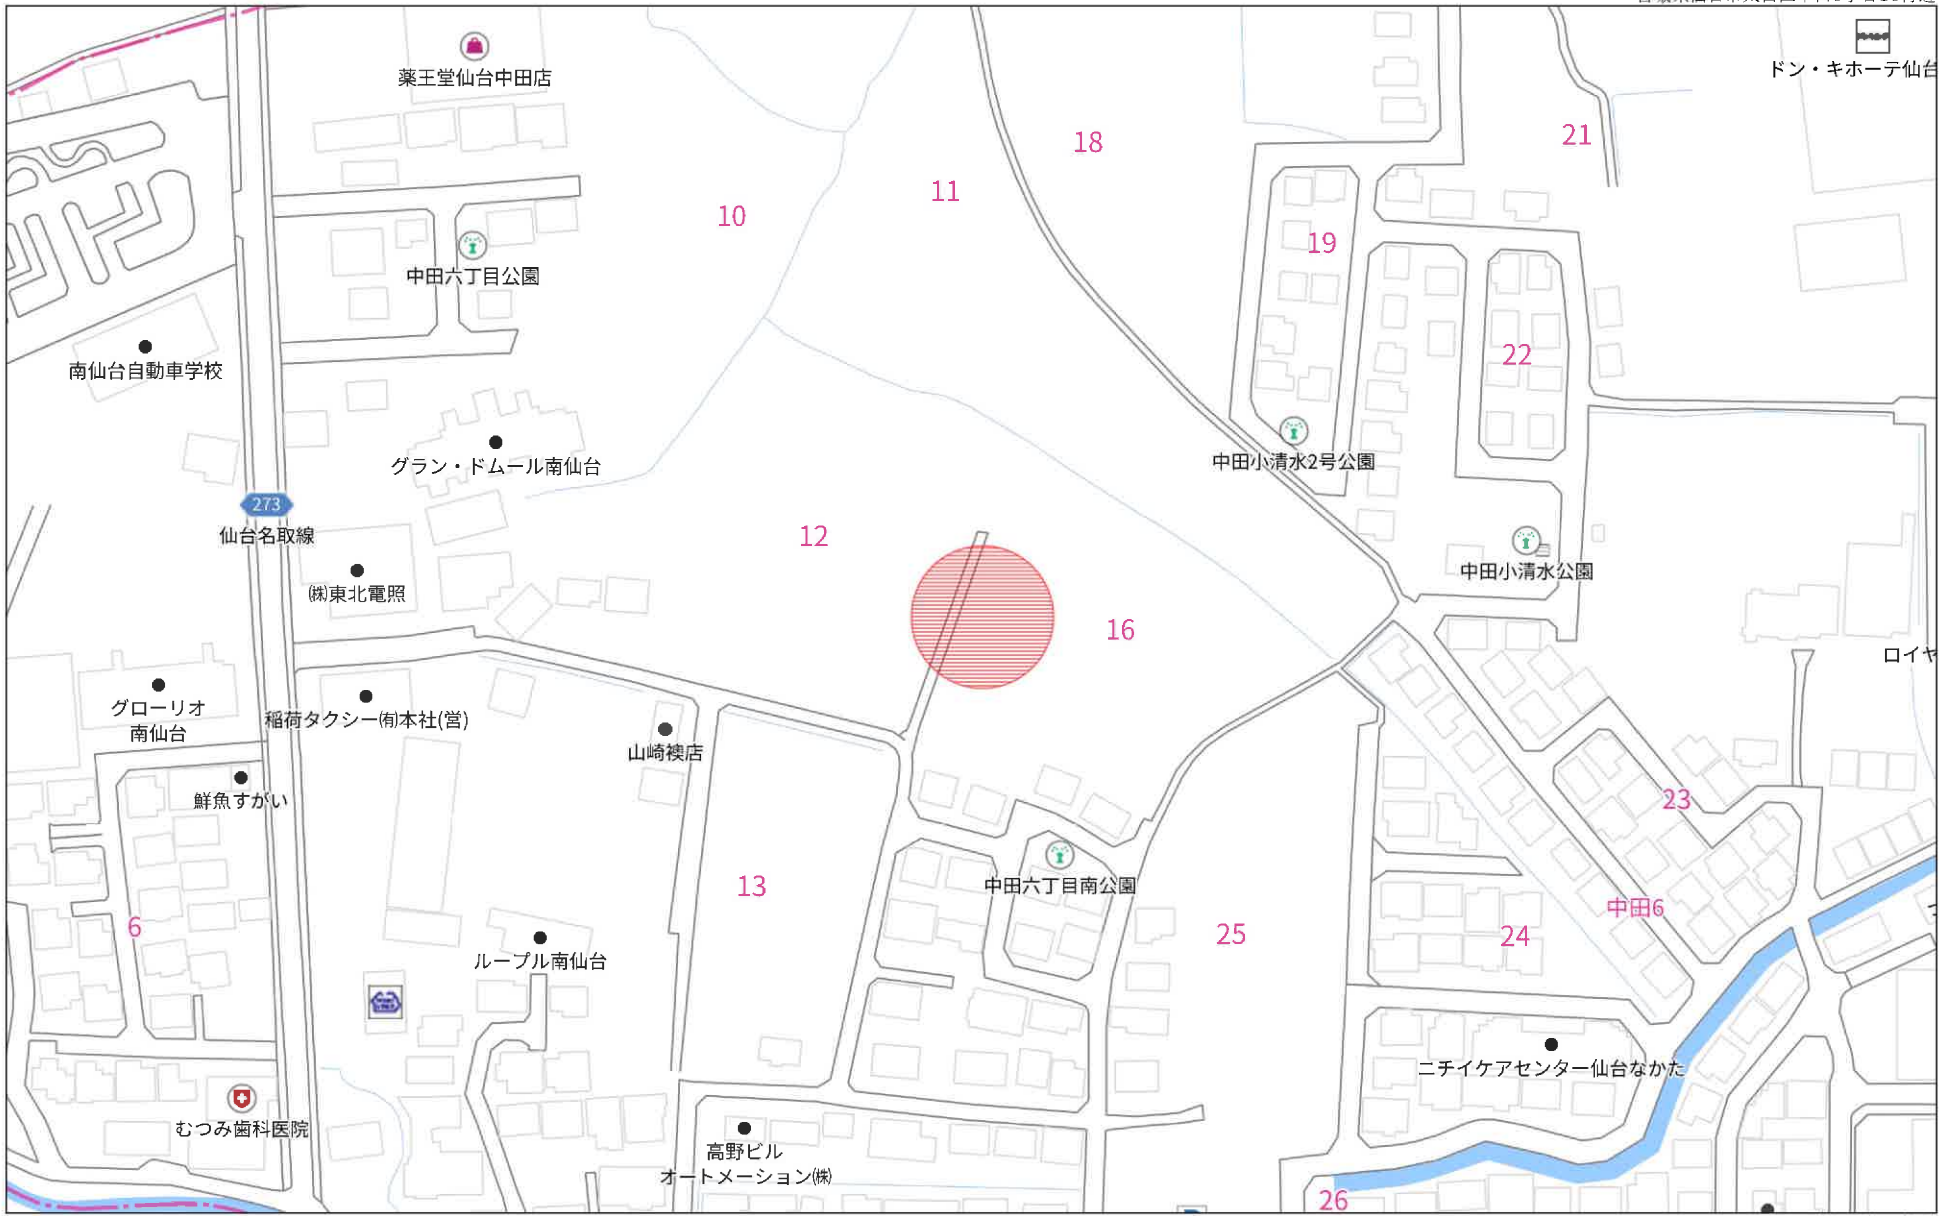 ドン・キホーテ仙台
薬王堂仙台中田店
18
21
11
10
19
中田六丁目公園
南仙台自動車学校
22
グラン・ドムール南仙台
中田小清水2号公園
273
仙台名取線
12
㈱東北電照
中田小清水公園
16
ロイヤ
グローリオ
南仙台
稲荷タクシー㈲本社(営)
山崎襖店
鮮魚すがい
23
13
中田六丁目南公園
中田6
6
25
24
ループル南仙台
ニチイケアセンター仙台なかた
むつみ歯科医院
高野ビル
オートメーション㈱
26